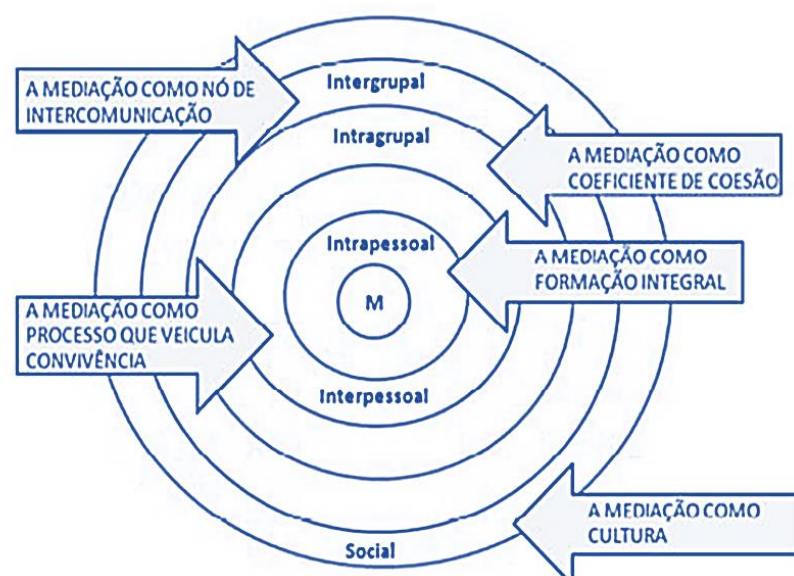 Intergrupal
A MEDIAÇÃO COMO NÓ DE
INTERCOMUNICAÇÃO
Intragrupal
A MEDIAÇÃO COMO
COEFICIENTE DE COESÃO
Intrapessoal
A MEDIAÇÃO COMO
FORMAÇÃO INTEGRAL
M
A MEDIAÇÃO COMO
PROCESSO QUE VEICULA
CONVIVÊNCIA
Interpessoal
A MEDIAÇÃO COMO
CULTURA
Social